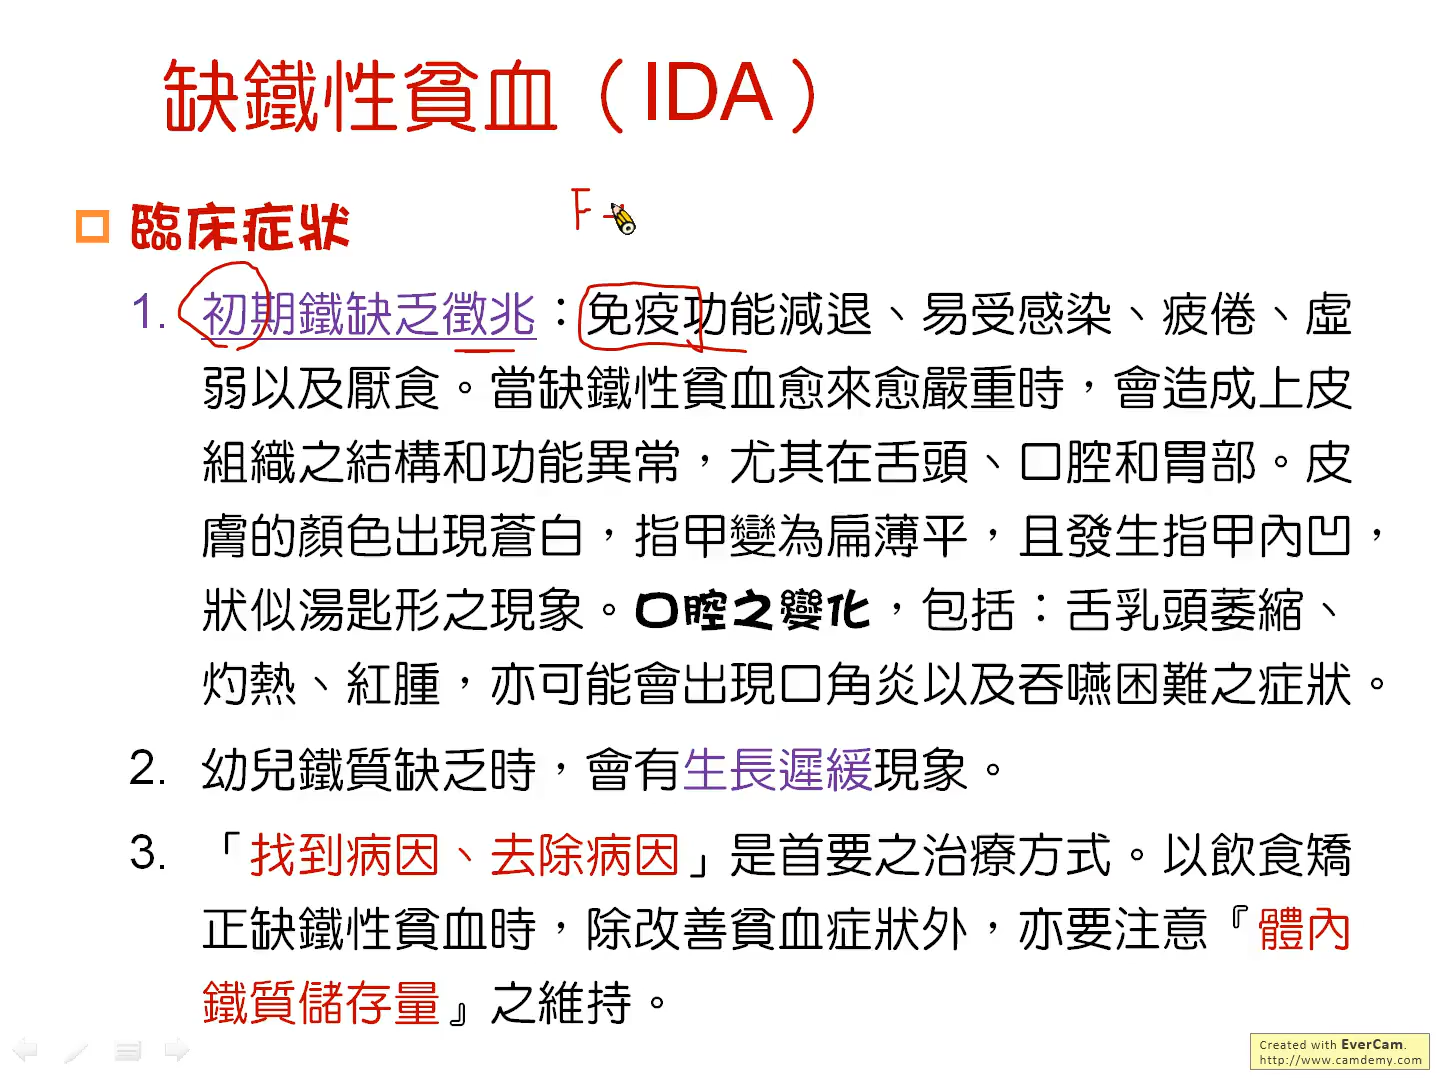 缺鐵性貧血（IDA）
F
臨床症狀
1. 初期鐵缺乏徵兆：免疫功能減退、易受感染、疲倦、虛
弱以及厭食。當缺鐵性貧血愈來愈嚴重時，會造成上皮
組織之結構和功能異常，尤其在舌頭、口腔和胃部。皮
膚的顏色出現蒼白，指甲變為扁薄平，且發生指甲內凹，
狀似湯匙形之現象。口腔之變化，包括：舌乳頭萎縮、
灼熱、紅腫，亦可能會出現口角炎以及吞嚥困難之症狀。
2. 幼兒鐵質缺乏時，會有生長遲緩現象。
3. 「找到病因、去除病因」是首要之治療方式。以飲食矯
正缺鐵性貧血時，除改善貧血症狀外，亦要注意『體內
鐵質儲存量』之維持。
Created with EverCam.
http://www.camdemy.com